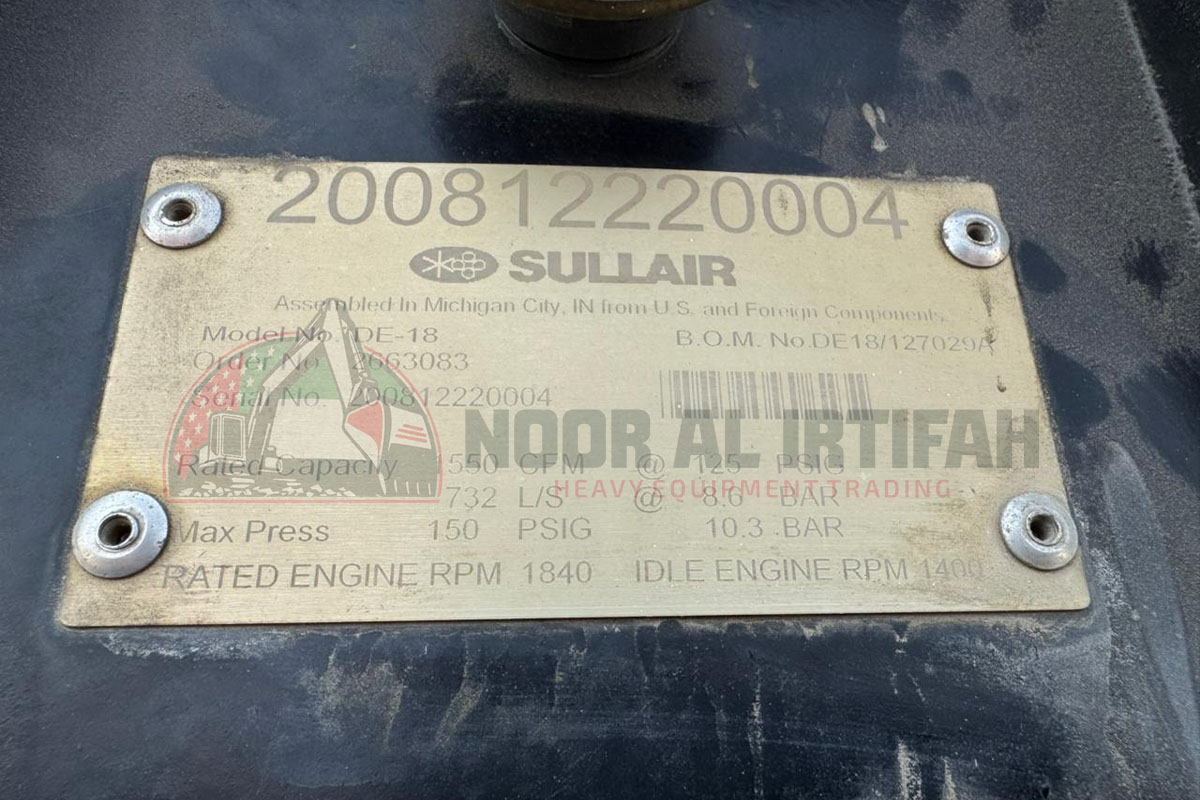 200812220004
SULLAIR
Assembled In Michigan City, IN from U.S. and Foreign Components
Model No. DE-18 B.O.M. No.DE18/127029A
Order No 2663083
Serial No. 200812220004
NOOR AL IRTIFAH
HEAVY EQUIPMENT TRADING
Rated Capacity 550 CFM @ 125 PSIG
732 L/S @ 8.6 BAR
Max Press 150 PSIG 10.3 BAR
RATED ENGINE RPM 1840 IDLE ENGINE RPM 1400